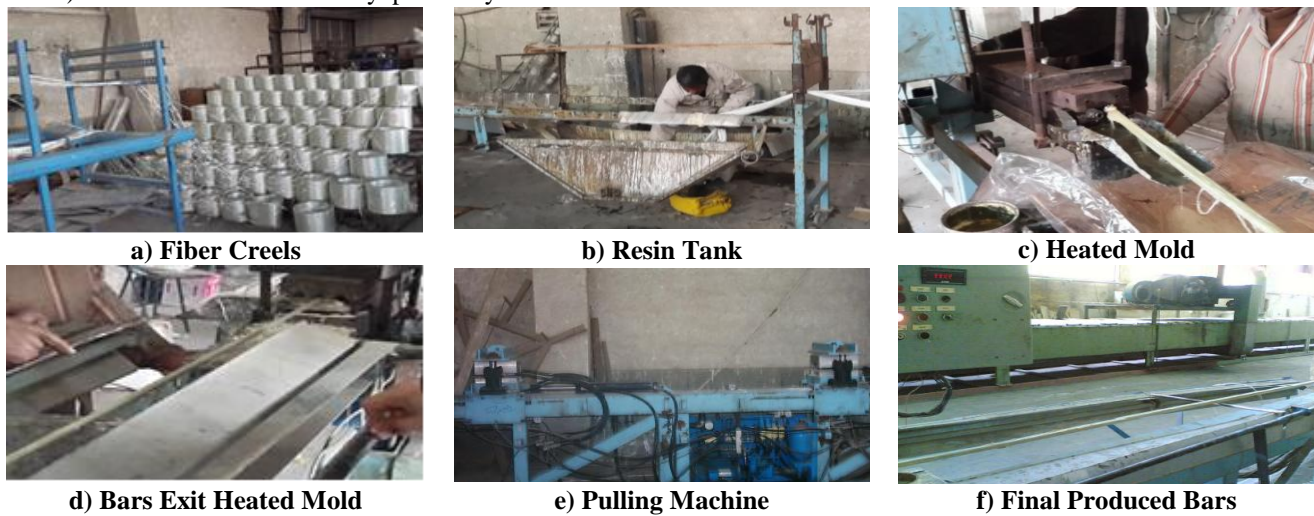 a) Fiber Creels
b) Resin Tank
c) Heated Mold
d) Bars Exit Heated Mold
e) Pulling Machine
f) Final Produced Bars